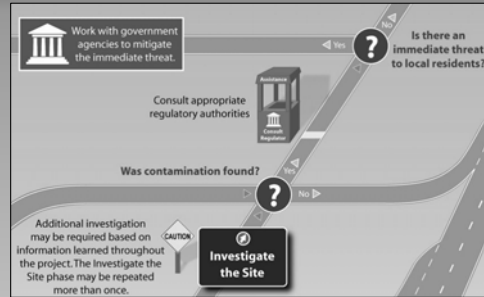 Work with government
agencies to mitigate
the immediate threat.
No
Yes
?
Is there an
immediate threat
to local residents?
Assistance
Consult appropriate
regulatory authorities
Consult
Regulator
Was contamination found?
Yes
?
No
Additional investigation
may be required based on
information learned throughout
the project. The Investigate the
Site phase may be repeated
more than once.
CAUTION
Investigate
the Site